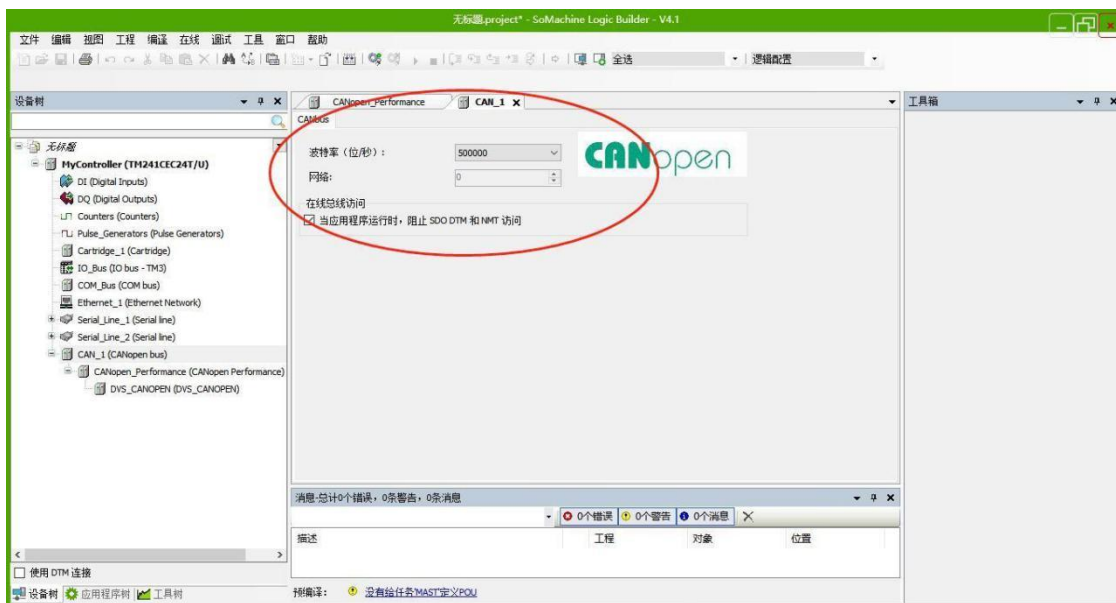 无标题.project* - SoMachine Logic Builder - V4.1
文件 编辑 视图 工程 编译 在线 调试 工具 窗口 帮助
全选 逻辑配置
设备树
无标题
MyController (TM241CEC24T/U)
DI (Digital Inputs)
DQ (Digital Outputs)
Counters (Counters)
Pulse_Generators (Pulse Generators)
Cartridge_1 (Cartridge)
IO_Bus (IO bus - TM3)
COM_Bus (COM bus)
Ethernet_1 (Ethernet Network)
Serial_Line_1 (Serial line)
Serial_Line_2 (Serial line)
CAN_1 (CANopen bus)
CANopen_Performance (CANopen Performance)
DVS_CANOPEN (DVS_CANOPEN)
使用 DTM 连接
设备树 应用程序树 工具树
CANopen_Performance CAN_1
CANbus
波特率（位/秒）: 500000
网络: 0
CANopen
在线总线访问
当应用程序运行时，阻止 SDO DTM 和 NMT 访问
消息-总计0个错误，0条警告，0条消息
0个错误 0个警告 0个消息
描述 工程 对象 位置
预编译: 没有给任务'MAST'定义POU
工具箱